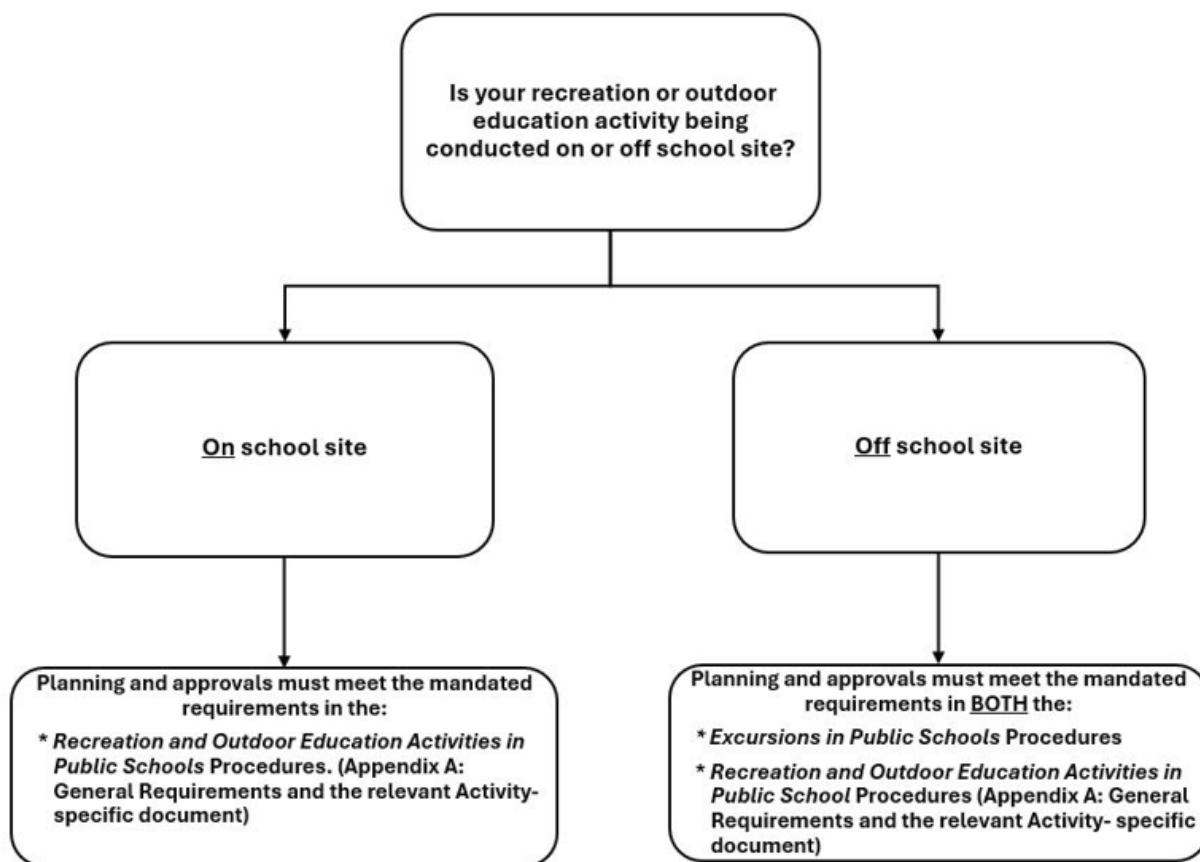 Is your recreation or outdoor
education activity being
conducted on or off school site?
On school site
Off school site
Planning and approvals must meet the mandated
requirements in the:
* Recreation and Outdoor Education Activities in
Public Schools Procedures. (Appendix A:
General Requirements and the relevant Activity-
specific document)
Planning and approvals must meet the mandated
requirements in BOTH the:
* Excursions in Public Schools Procedures
* Recreation and Outdoor Education Activities in
Public School Procedures (Appendix A: General
Requirements and the relevant Activity- specific
document)